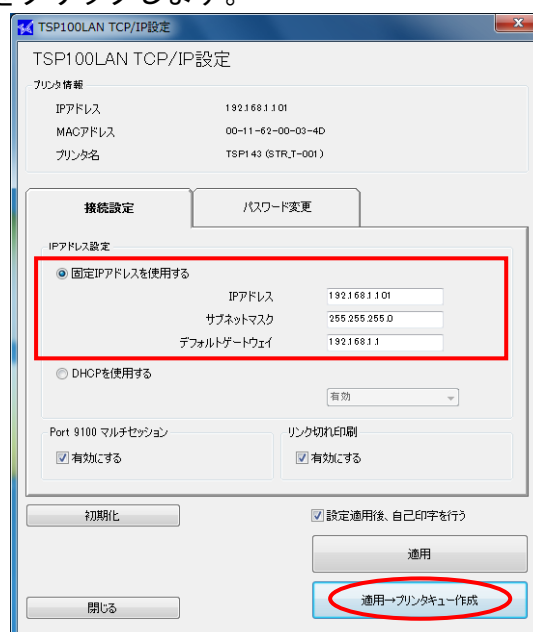 クリックします。
TSP100LAN TCP/IP設定
TSP100LAN TCP/IP設定
プリンタ情報
IPアドレス 192.168.1.101
MACアドレス 00-11-62-00-03-4D
プリンタ名 TSP143 (STR_T-001)
接続設定 パスワード変更
IPアドレス設定
固定IPアドレスを使用する
IPアドレス 192.168.1.101
サブネットマスク 255.255.255.0
デフォルトゲートウェイ 192.168.1.1
DHCPを使用する
有効
Port 9100 マルチセッション リンク切れ印刷
有効にする 有効にする
初期化 設定適用後、自己印字を行う
適用
閉じる 適用→プリンタキュー作成